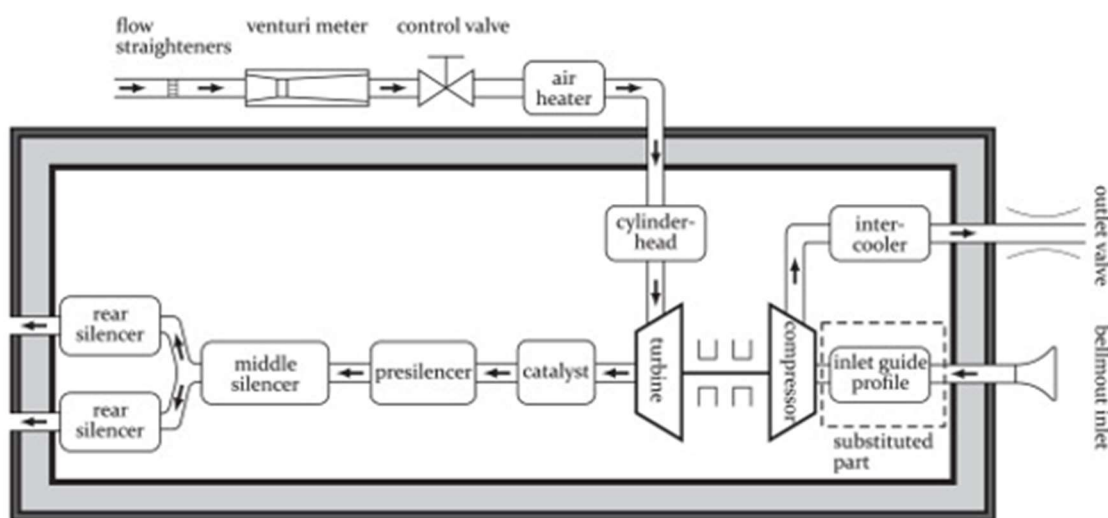 flow
straighteners
venturi meter
control valve
air
heater
cylinder-
head
inter-
cooler
outlet valve
rear
silencer
middle
silencer
presilencer
catalyst
turbine
compressor
inlet guide
profile
bellmout inlet
rear
silencer
substituted
part